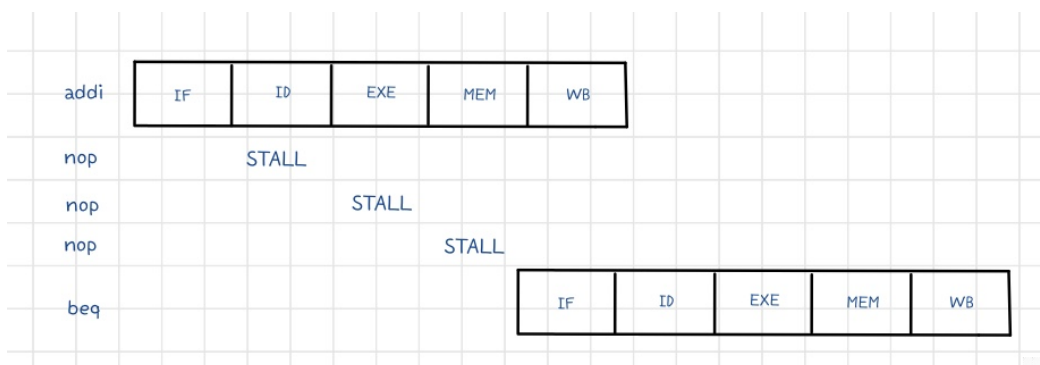 addi IF ID EXE MEM WB
nop STALL
nop STALL
nop STALL
beq IF ID EXE MEM WB